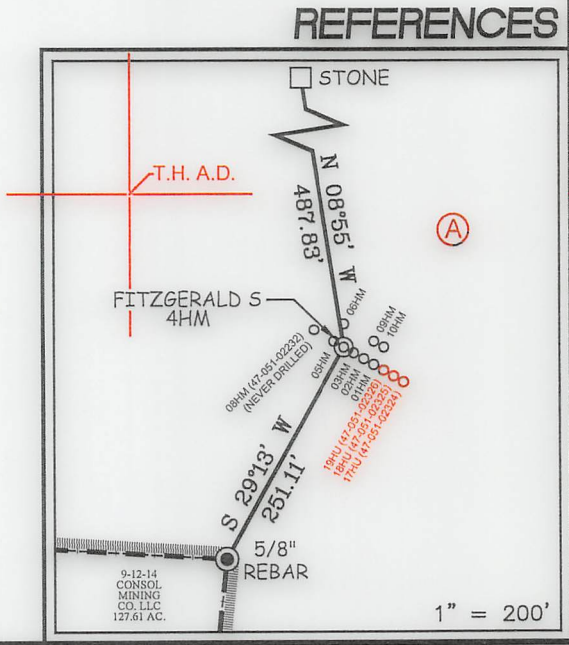 REFERENCES
STONE
T.H. A.D.
N 08°55' W
487.83'
A
FITZGERALD S
4HM
06HM
09HM
10HM
08HM (47-051-02232)
(NEVER DRILLED)
05HM
03HM
02HM
01HM
19HU (47-051-02326)
18HU (47-051-02325)
17HU (47-051-02324)
S 29°13' W
251.11'
5/8"
REBAR
9-12-14
CONSOL
MINING
CO. LLC
127.61 AC.
1" = 200'